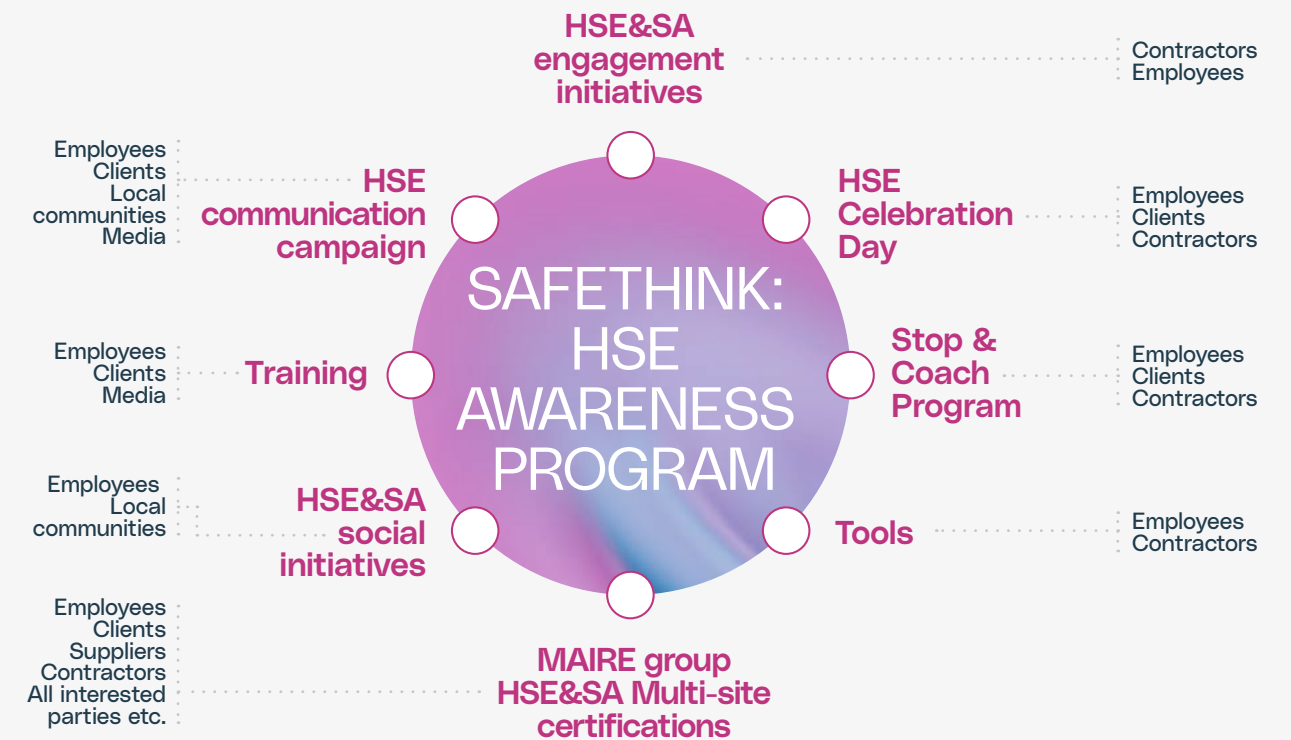 HSE&SA
engagement
initiatives
Contractors
Employees
HSE
Celebration
Day
Employees
Clients
Contractors
Stop &
Coach
Program
Employees
Clients
Contractors
Tools
Employees
Contractors
MAIRE group
HSE&SA Multi-site
certifications
Employees
Clients
Suppliers
Contractors
All interested
parties etc.
HSE&SA
social
initiatives
Employees
Local
communities
Training
Employees
Clients
Media
HSE
communication
campaign
Employees
Clients
Local
communities
Media
SAFETHINK:
HSE
AWARENESS
PROGRAM